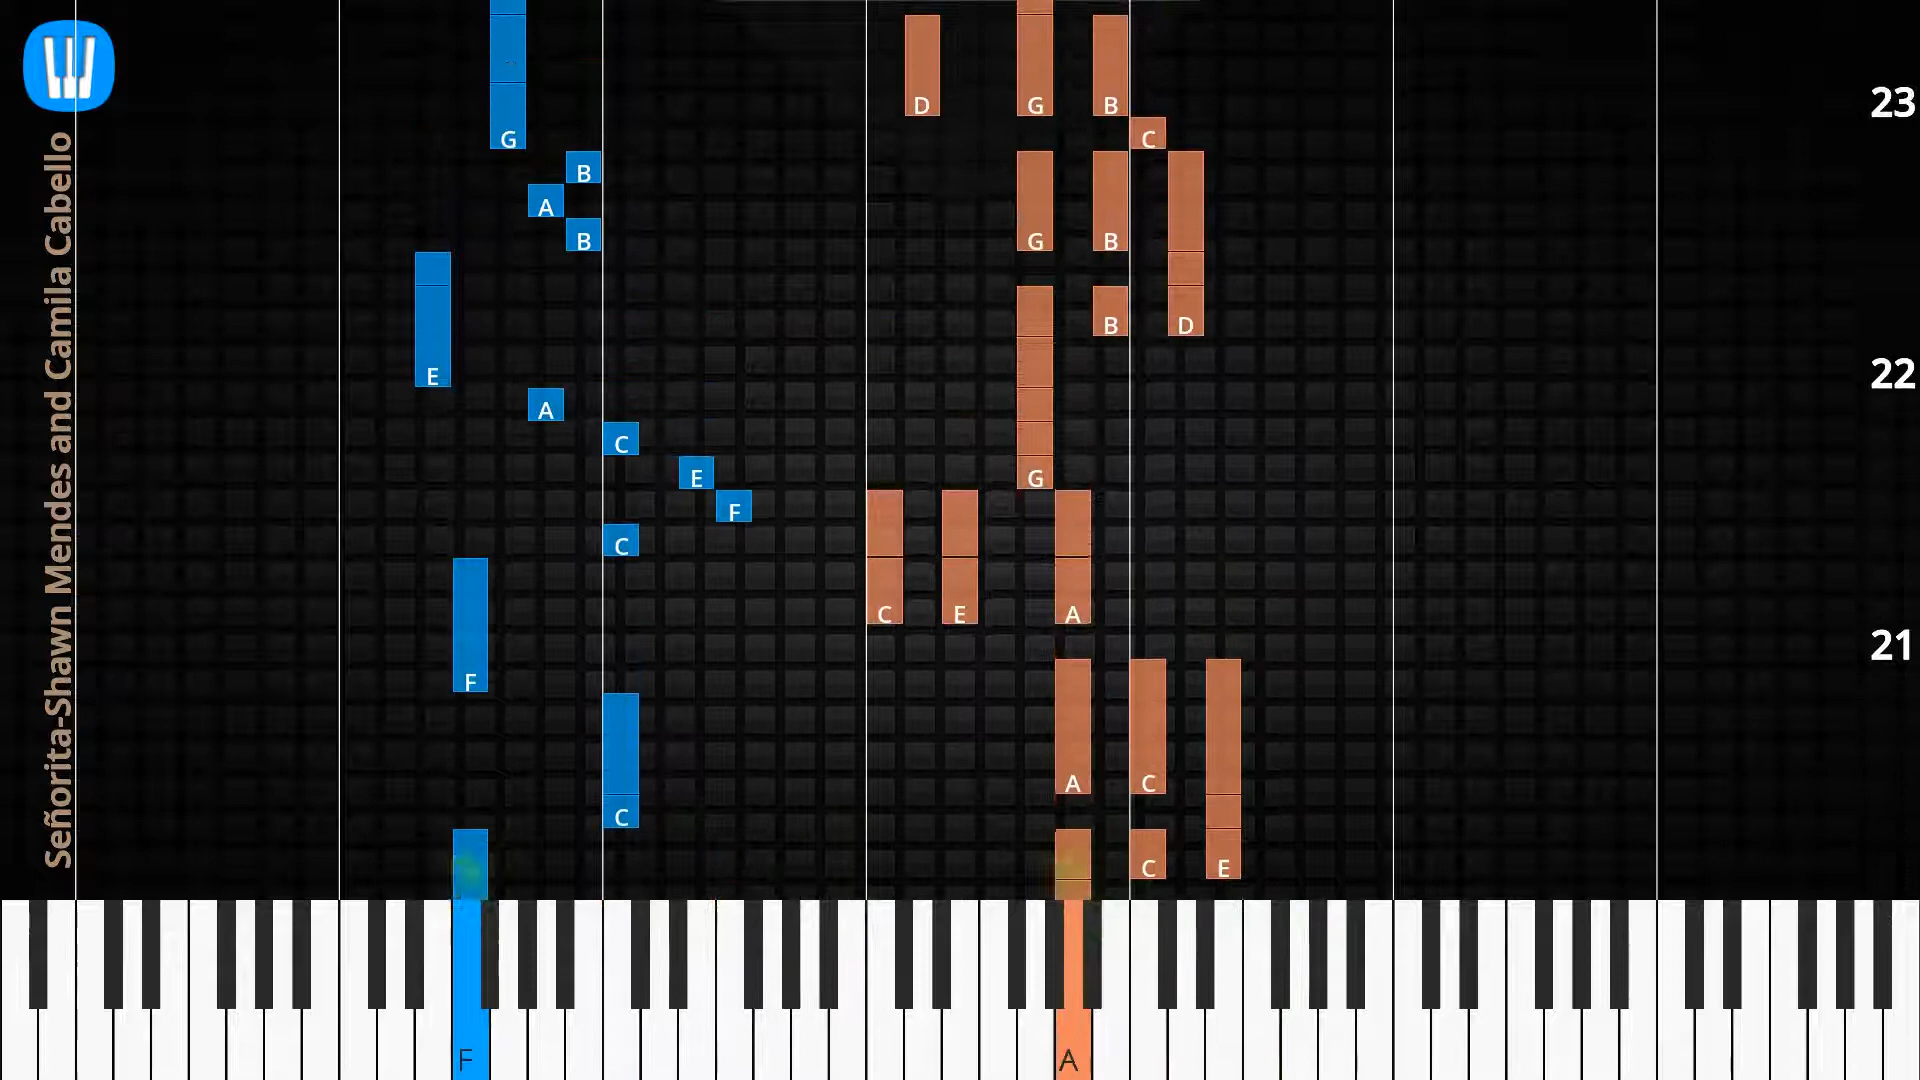 Señorita-Shawn Mendes and Camila Cabello
D G B
23
G
C
B
A
B G B
B D
E
22
A
C
E G
F
C
C E A
F
21
A C
C
C E
F A